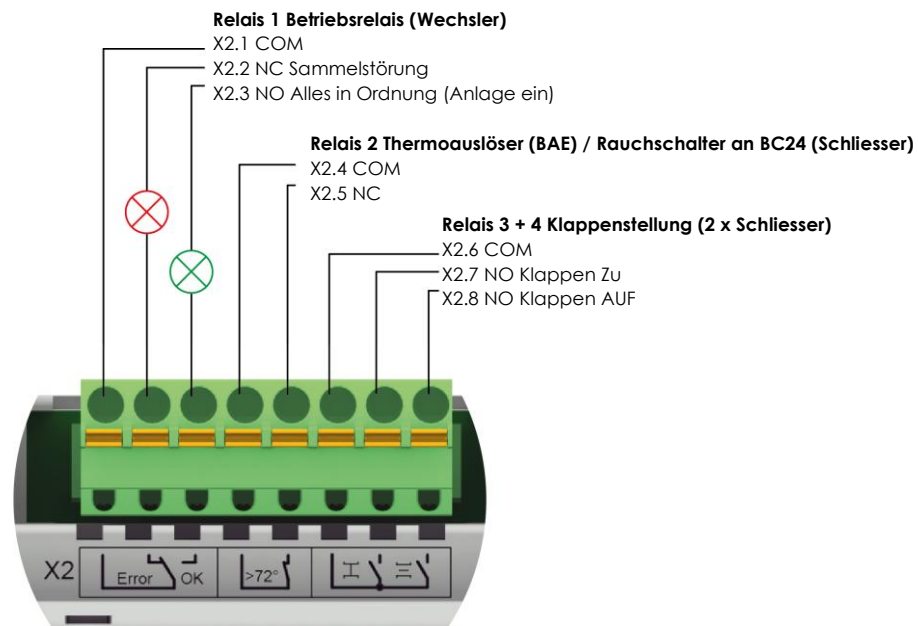 Relais 1 Betriebsrelais (Wechsler)
X2.1 COM
X2.2 NC Sammelstörung
X2.3 NO Alles in Ordnung (Anlage ein)
Relais 2 Thermoauslöser (BAE) / Rauchschalter an BC24 (Schliesser)
X2.4 COM
X2.5 NC
Relais 3 + 4 Klappenstellung (2 x Schliesser)
X2.6 COM
X2.7 NO Klappen Zu
X2.8 NO Klappen AUF
X2 Error OK >72°